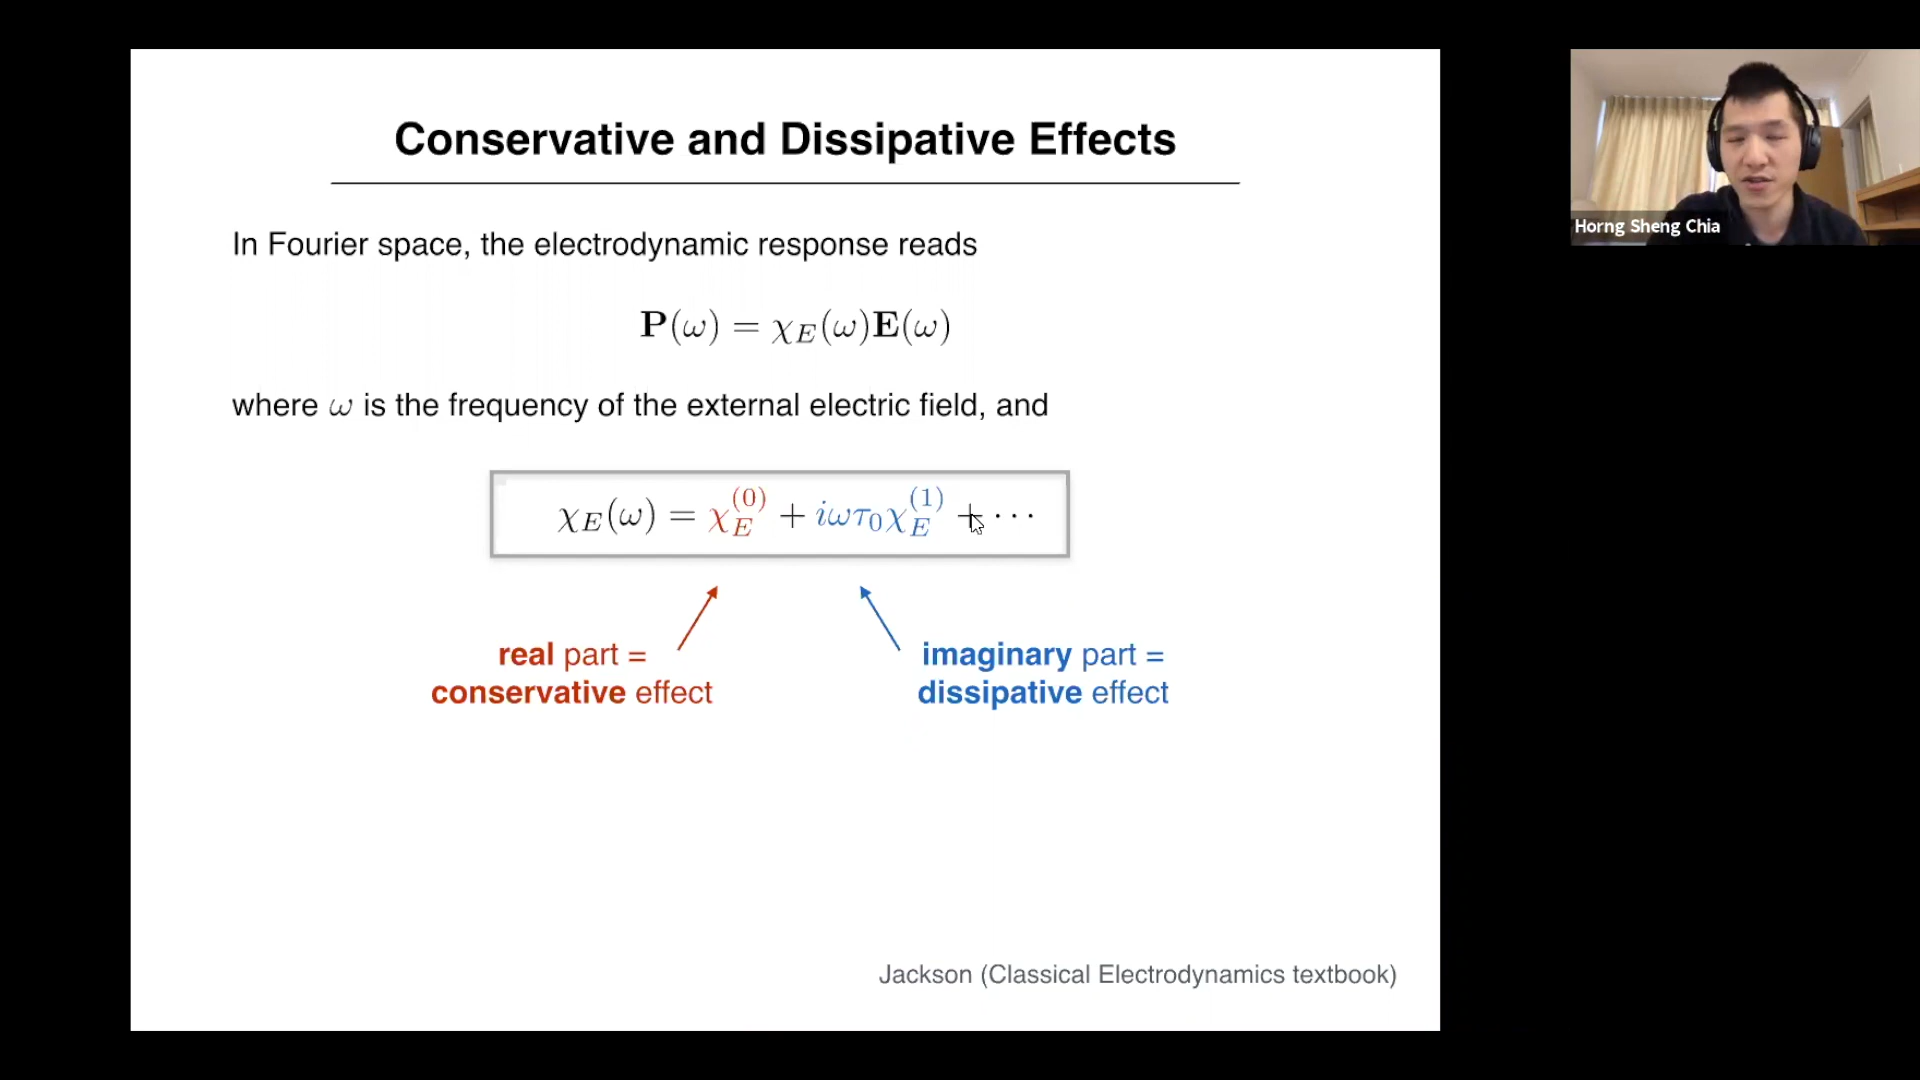 Conservative and Dissipative Effects
In Fourier space, the electrodynamic response reads
P(ω) = χ_E(ω)E(ω)
where ω is the frequency of the external electric field, and
χ_E(ω) = χ_E^(0) + iωτ_0χ_E^(1) + ⋯
real part =
conservative effect
imaginary part =
dissipative effect
Jackson (Classical Electrodynamics textbook)
Horng Sheng Chia